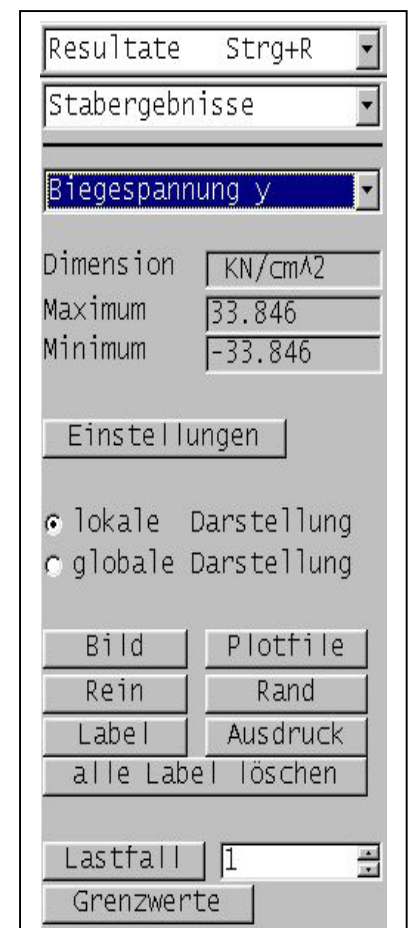 Resultate Strg+R
Stabergebnisse
Biegespannung y
Dimension KN/cm^2
Maximum 33.846
Minimum -33.846
Einstellungen
lokale Darstellung
globale Darstellung
Bild Plotfile
Rein Rand
Label Ausdruck
alle Label löschen
Lastfall 1
Grenzwerte